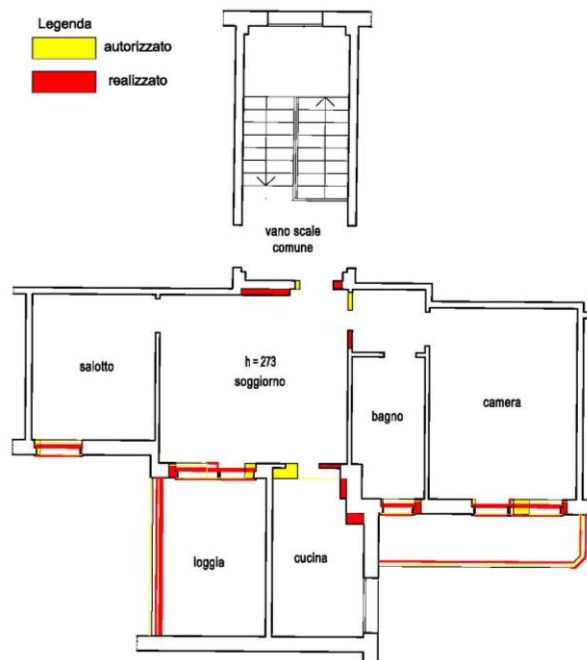 Legenda
autorizzato
realizzato
vano scale
comune
salotto
h = 273
soggiorno
bagno
camera
loggia
cucina